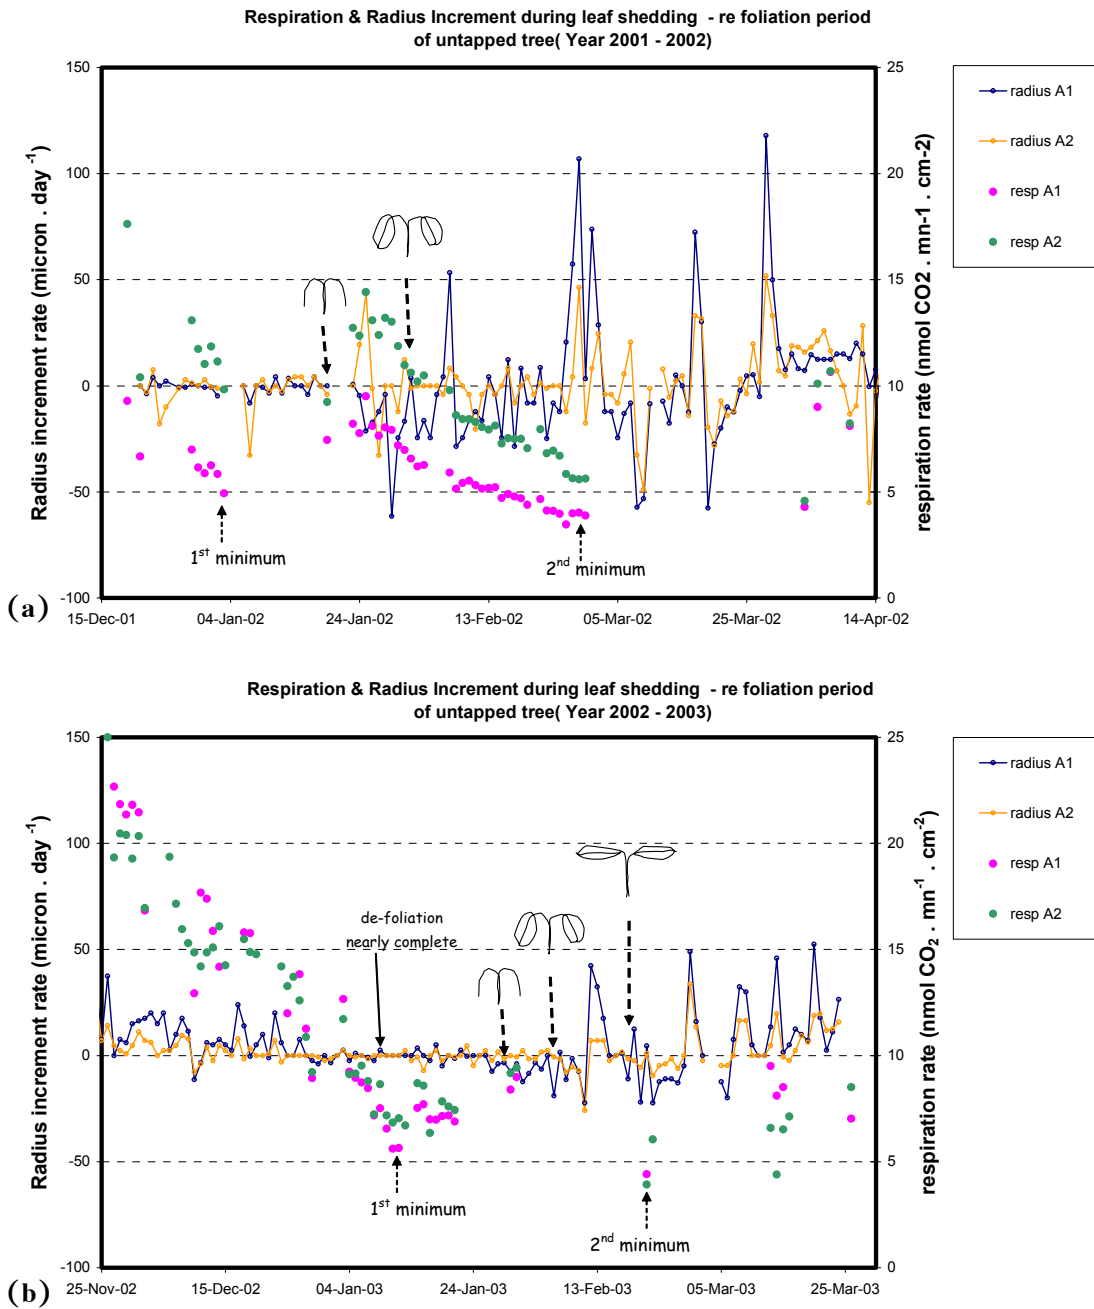 Respiration & Radius Increment during leaf shedding - re foliation period
of untapped tree( Year 2001 - 2002)
150
100
50
0
-50
-100
Radius increment rate (micron . day -1)
25
20
15
10
5
0
respiration rate (nmol CO2 . mn-1 . cm-2)
radius A1
radius A2
resp A1
resp A2
1st minimum
2nd minimum
(a)
15-Dec-01
04-Jan-02
24-Jan-02
13-Feb-02
05-Mar-02
25-Mar-02
14-Apr-02
Respiration & Radius Increment during leaf shedding - re foliation period
of untapped tree( Year 2002 - 2003)
150
100
50
0
-50
-100
Radius increment rate (micron . day -1)
25
20
15
10
5
0
respiration rate (nmol CO2 . mn-1 . cm-2)
radius A1
radius A2
resp A1
resp A2
de-foliation
nearly complete
1st minimum
2nd minimum
(b)
25-Nov-02
15-Dec-02
04-Jan-03
24-Jan-03
13-Feb-03
05-Mar-03
25-Mar-03